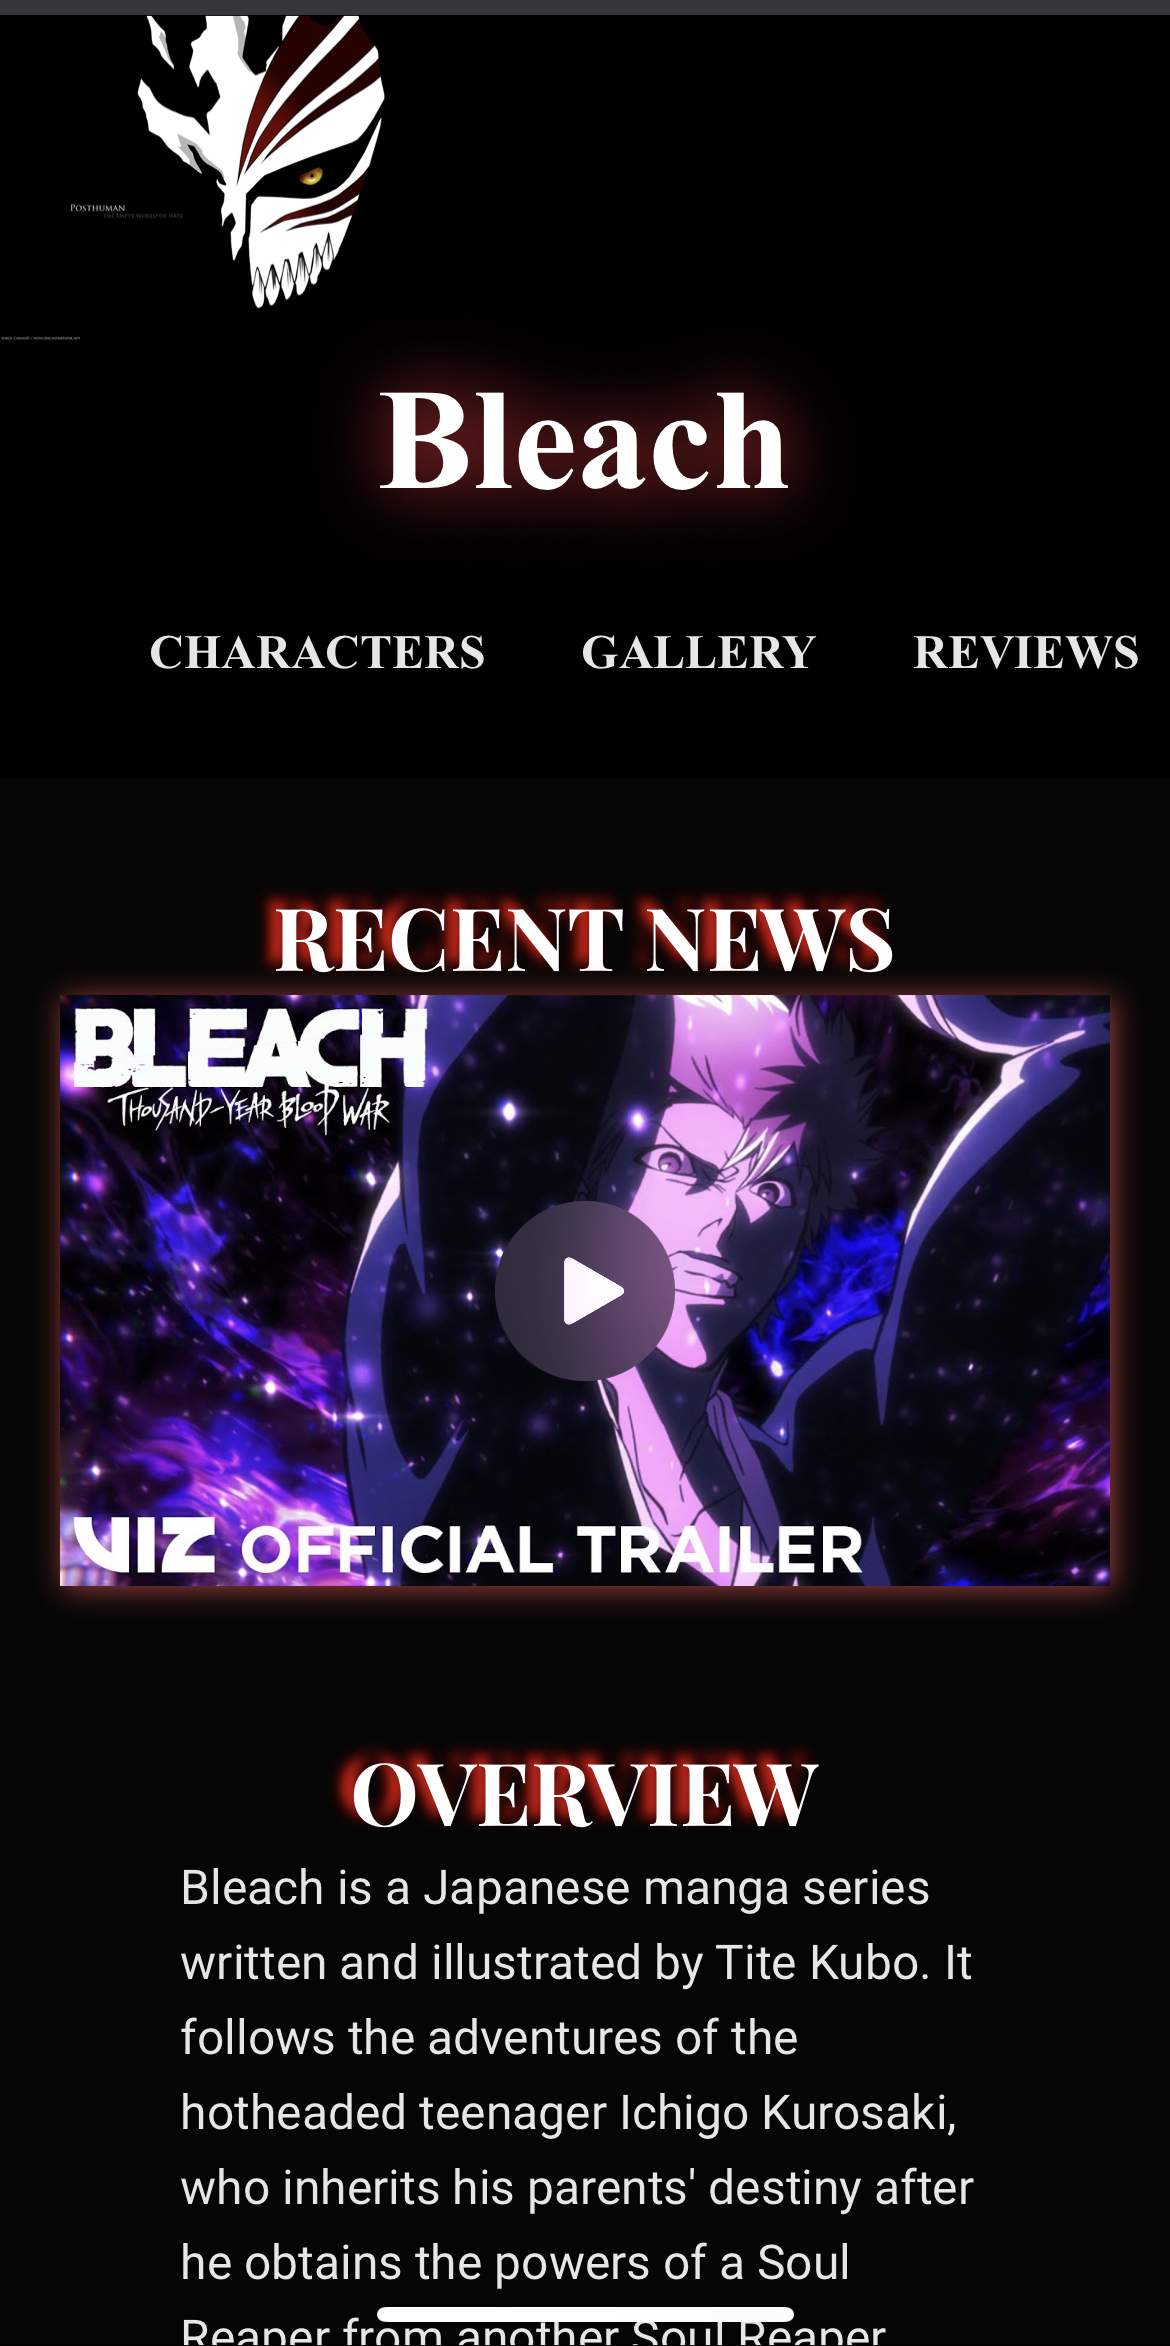 POSTHUMAN
THE EMPTY WORLD OF HATE
Bleach
CHARACTERS GALLERY REVIEWS
RECENT NEWS
BLEACH
THOUSAND-YEAR BLOOD WAR
VIZ OFFICIAL TRAILER
OVERVIEW
Bleach is a Japanese manga series
written and illustrated by Tite Kubo. It
follows the adventures of the
hotheaded teenager Ichigo Kurosaki,
who inherits his parents' destiny after
he obtains the powers of a Soul
Reaper from another Soul Reaper